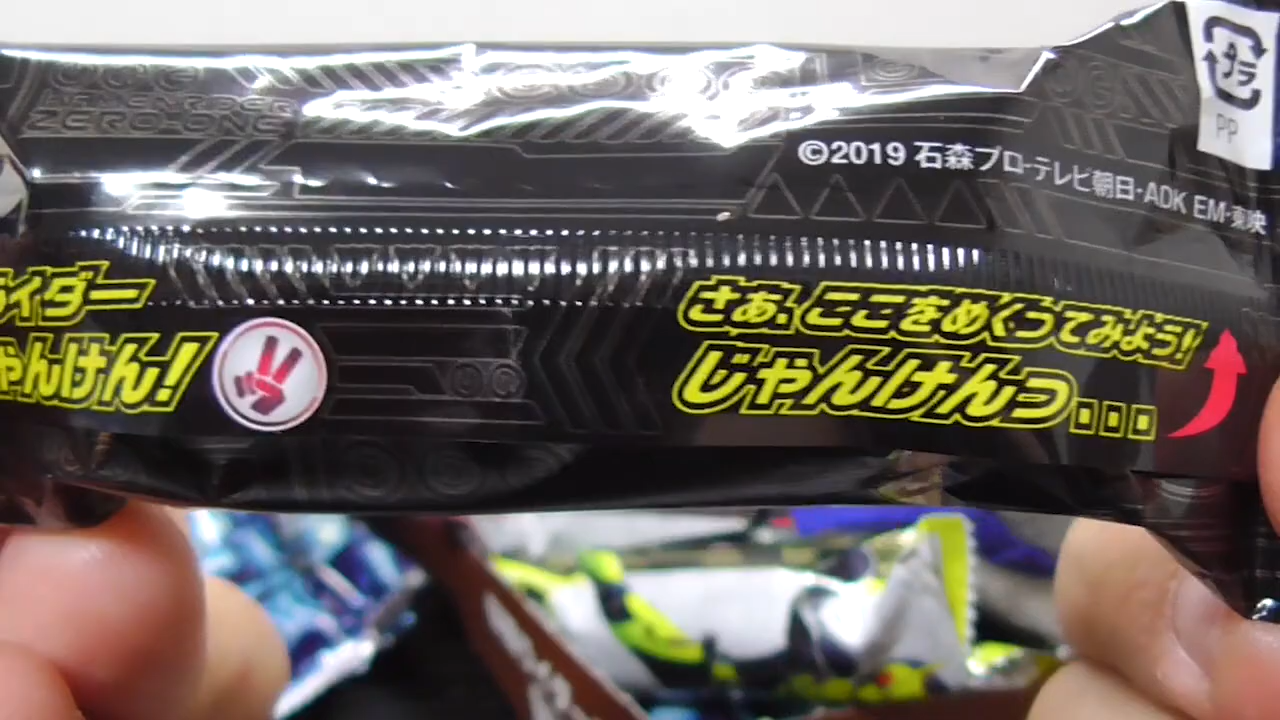 ZERO-ONE
©2019 石森プロ・テレビ朝日・ADK EM・東映
プラ
PP
イダー
ゃんけん!
さあ、ここをめくってみよう!
じゃんけんっ...